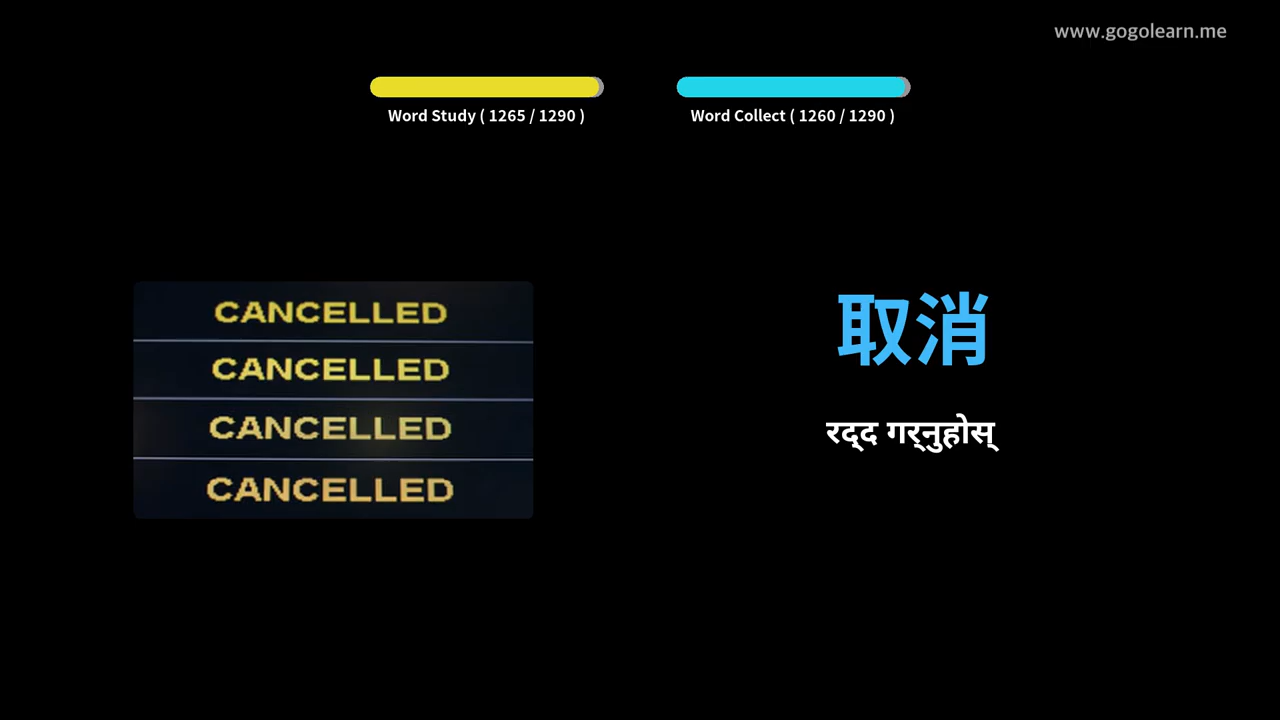 www.gogolearn.me
Word Study ( 1265 / 1290 )
Word Collect ( 1260 / 1290 )
CANCELLED
CANCELLED
CANCELLED
CANCELLED
取消
रद्द गर्नुहोस्